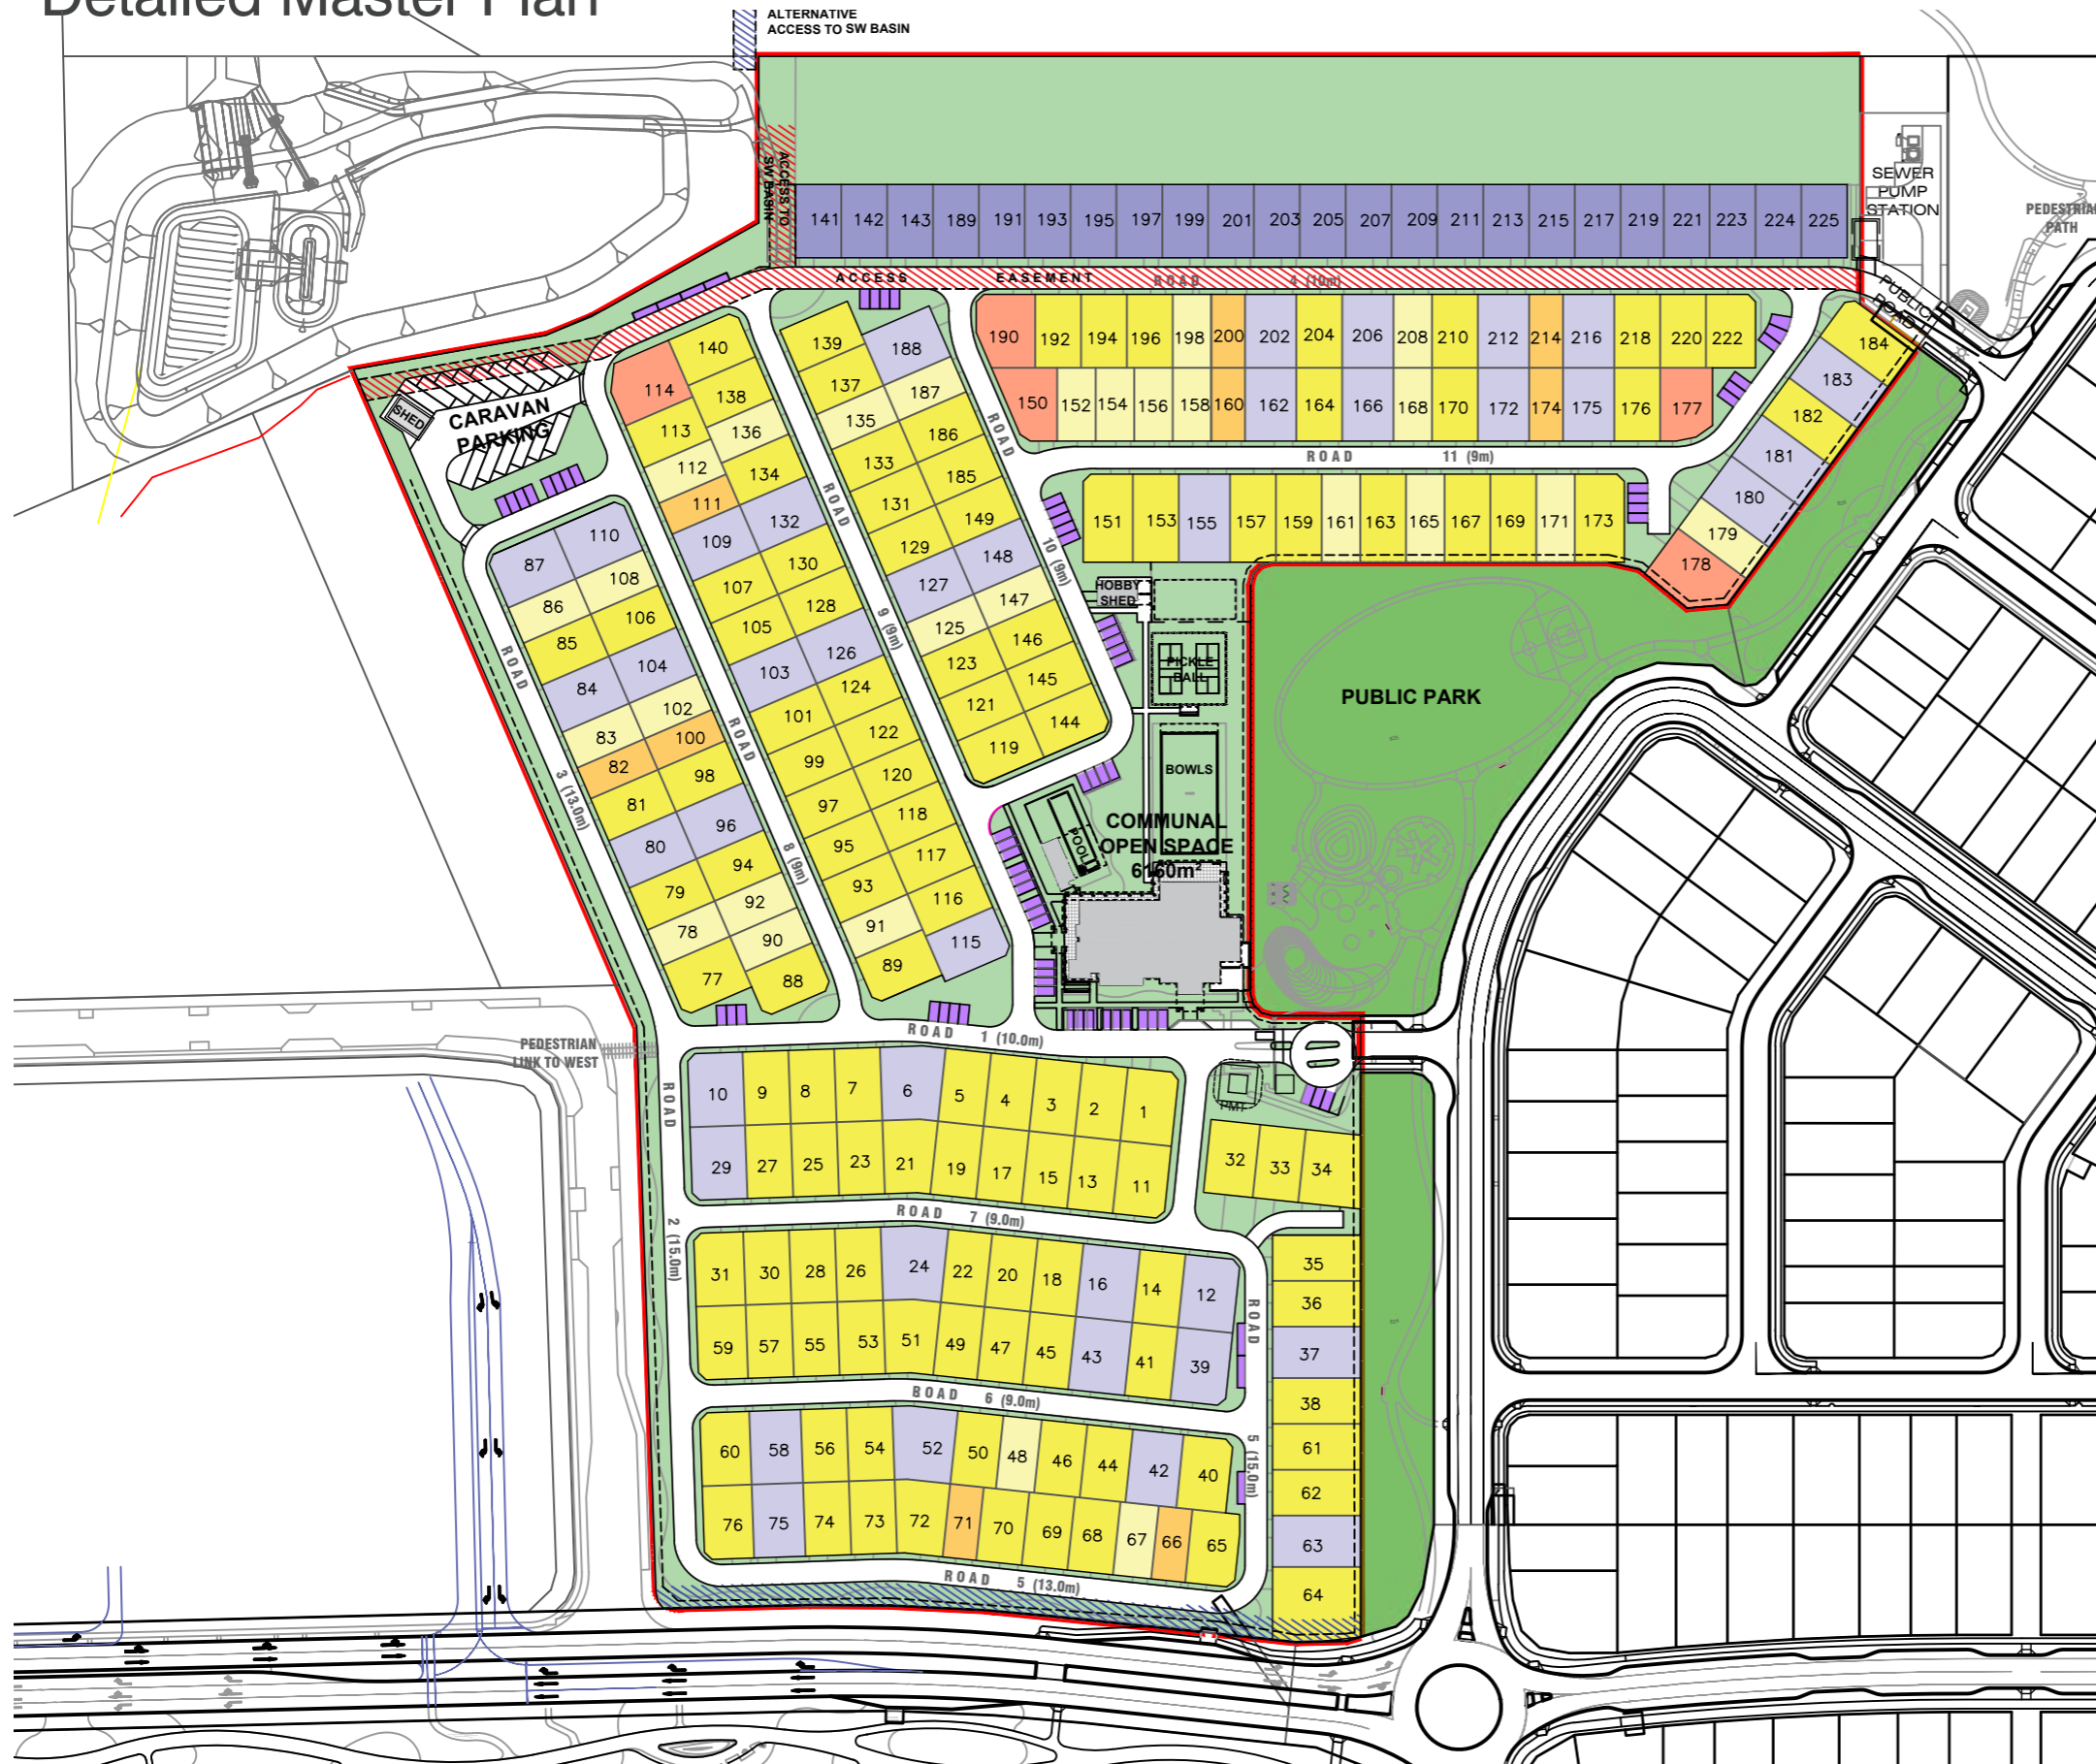 Detailed Master Plan
ALTERNATIVE
ACCESS TO SW BASIN
ACCESS TO
SW BASIN
SEWER
PUMP
STATION
PEDESTRIAN
PATH
141 142 143 189 191 193 195 197 199 201 203 205 207 209 211 213 215 217 219 221 223 224 225
ACCESS EASEMENT ROAD 4 (10m)
PUBLIC
ROAD
190 192 194 196 198 200 202 204 206 208 210 212 214 216 218 220 222
150 152 154 156 158 160 162 164 166 168 170 172 174 175 176 177
184
183
182
181
180
179
178
ROAD 11 (9m)
151 153 155 157 159 161 163 165 167 169 171 173
SHED
CARAVAN
PARKING
140
114
138
113
136
112
134
111
132
109
130
107
128
105
126
103
124
101
122
99
120
97
118
95
117
93
116
91
115
89
139
188
137
187
135
186
133
185
131
149
129
148
127
147
125
146
123
145
121
144
119
ROAD 10 (9m)
ROAD 9 (9m)
ROAD 8 (9m)
ROAD 3 (13.0m)
110
87
108
86
106
85
104
84
102
83
100
82
98
81
96
80
94
79
92
78
90
77
88
HOBBY
SHED
PICKLE
BALL
BOWLS
POOL
COMMUNAL
OPEN SPACE
6160m²
PUBLIC PARK
PEDESTRIAN
LINK TO WEST
ROAD 1 (10.0m)
PMT
10 9 8 7 6 5 4 3 2 1
29 27 25 23 21 19 17 15 13 11
32 33 34
ROAD 7 (9.0m)
ROAD 2 (15.0m)
31 30 28 26 24 22 20 18 16 14 12
59 57 55 53 51 49 47 45 43 41 39
35
36
37
38
61
62
63
64
ROAD 6 (9.0m)
ROAD 5 (15.0m)
60 58 56 54 52 50 48 46 44 42 40
76 75 74 73 72 71 70 69 68 67 66 65
ROAD 5 (13.0m)